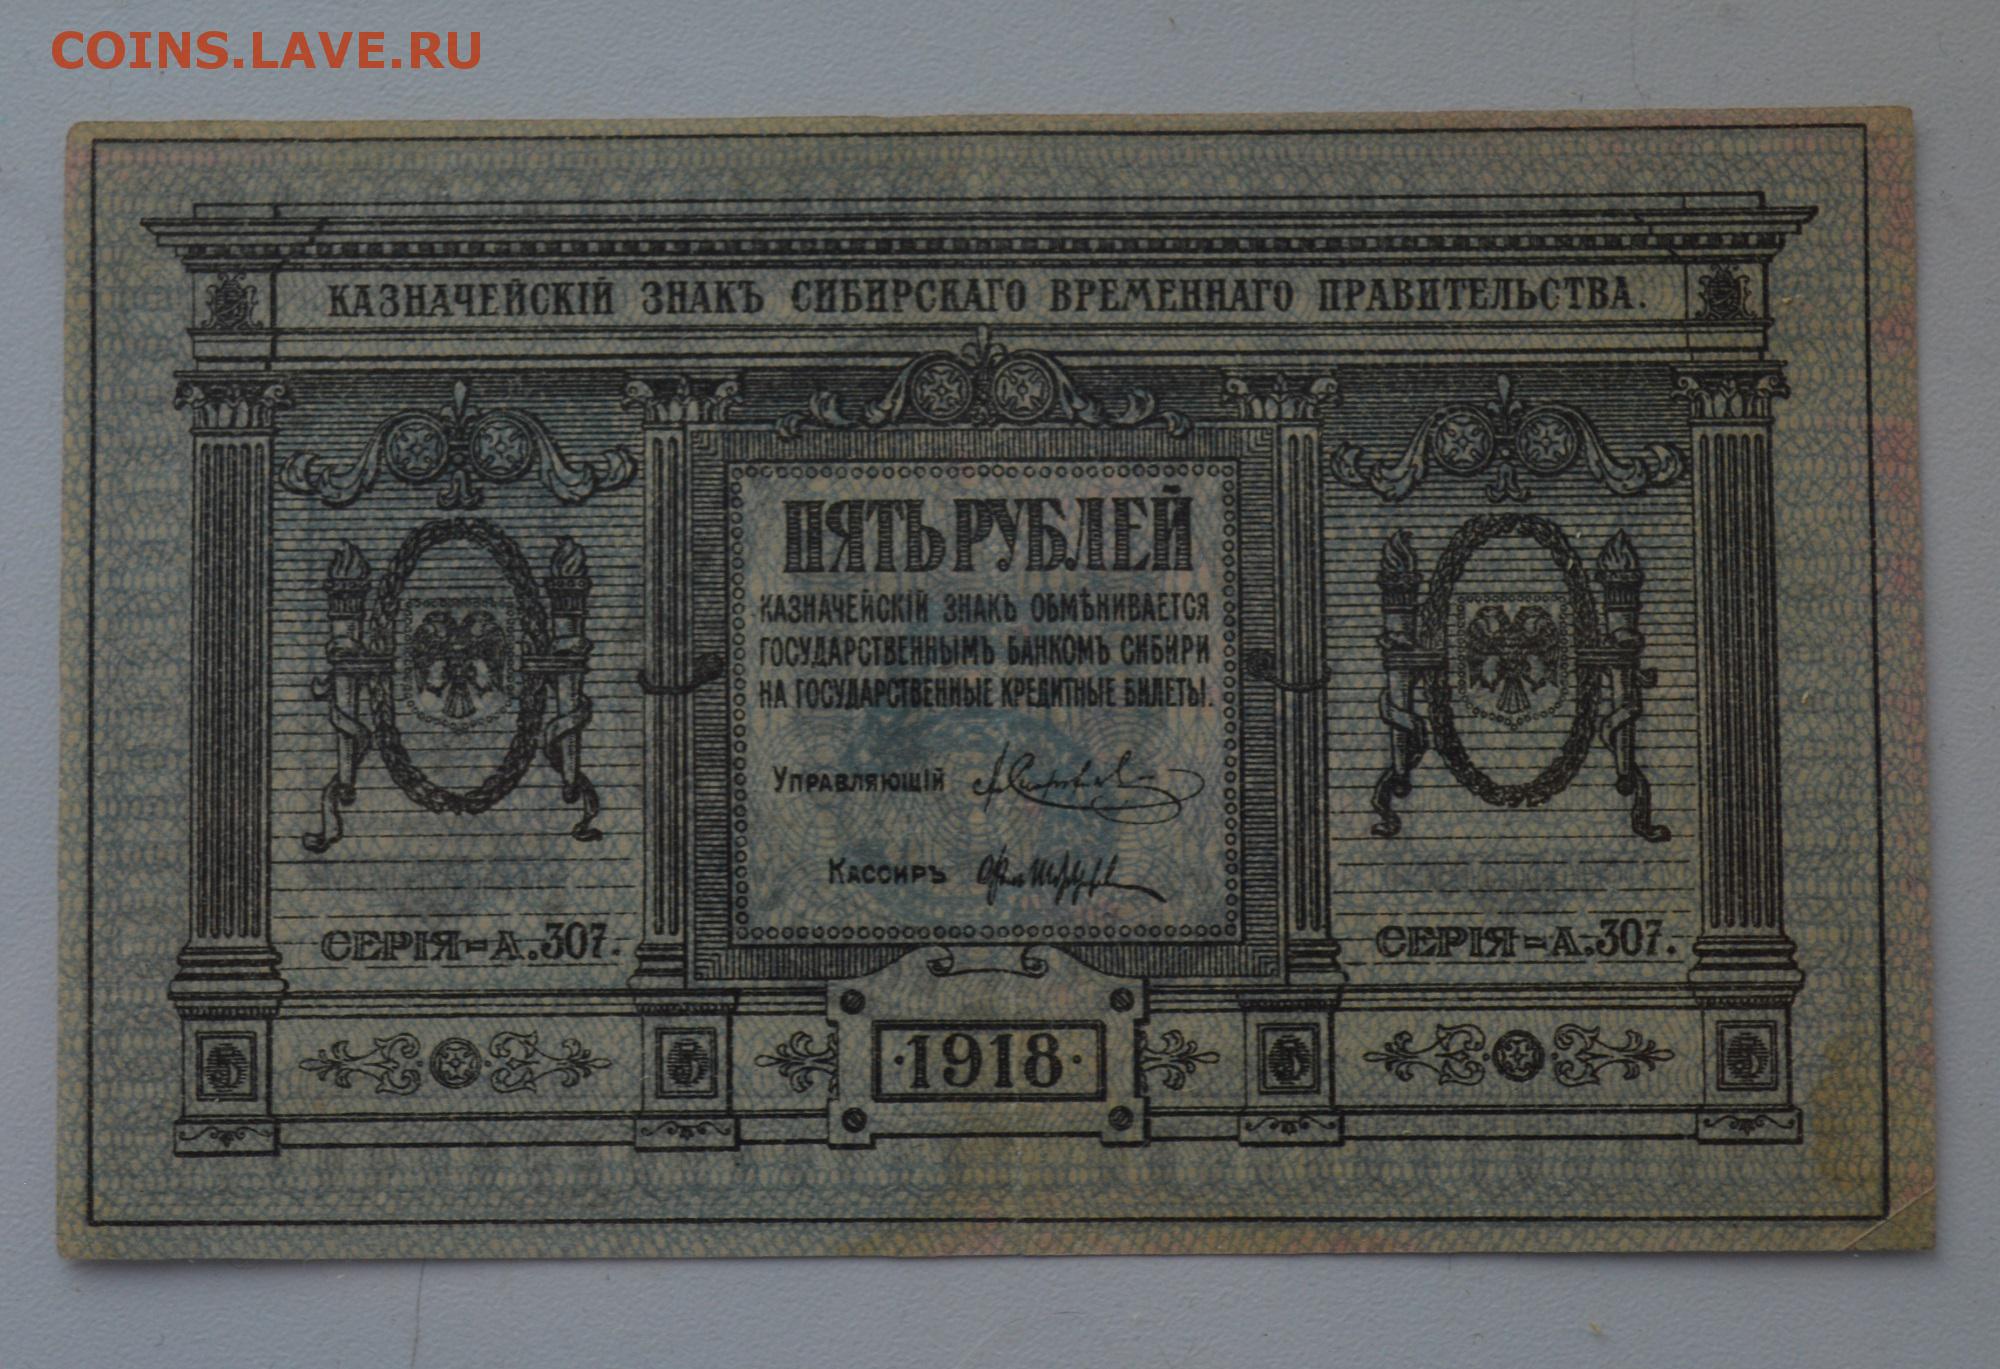 COINS.LAVE.RU
КАЗНАЧЕЙСКІЙ ЗНАКЪ СИБИРСКАГО ВРЕМЕННАГО ПРАВИТЕЛЬСТВА.
ПЯТЬ РУБЛЕЙ
КАЗНАЧЕЙСКІЙ ЗНАКЪ ОБМѢНИВАЕТСЯ
ГОСУДАРСТВЕННЫМЪ БАНКОМЪ СИБИРИ
НА ГОСУДАРСТВЕННЫЕ КРЕДИТНЫЕ БИЛЕТЫ.
УПРАВЛЯЮЩІЙ
КАССИРЪ
СЕРІЯ=А.307. СЕРІЯ=А.307.
5 5 ·1918· 5 5